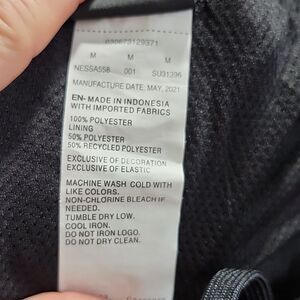 M M M
NESSA558 001 SU31396
MANUFACTURE DATE: MAY, 2021
EN- MADE IN INDONESIA
WITH IMPORTED FABRICS
100% POLYESTER
LINING
50% POLYESTER
50% RECYCLED POLYESTER
EXCLUSIVE OF DECORATION
EXCLUSIVE OF ELASTIC
MACHINE WASH COLD WITH
LIKE COLORS.
NON-CHLORINE BLEACH IF
NEEDED.
TUMBLE DRY LOW.
COOL IRON.
DO NOT IRON LOGO.
DO NOT DRY CLEAN.